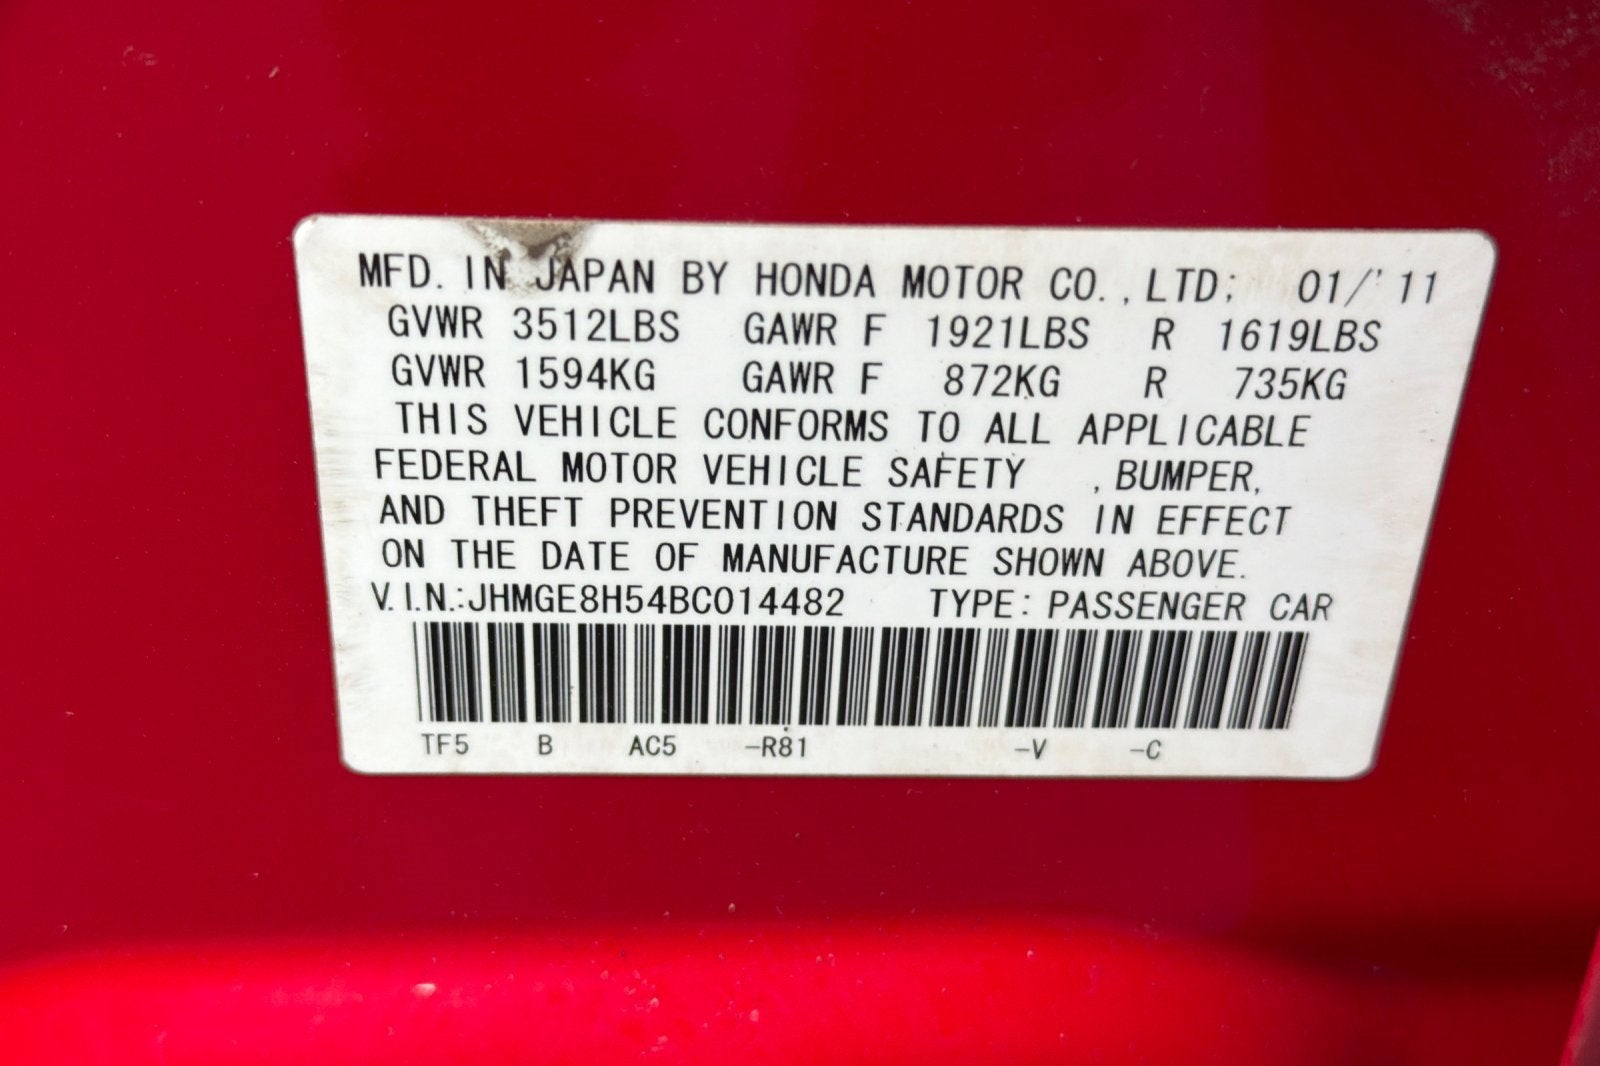 MFD. IN JAPAN BY HONDA MOTOR CO., LTD; 01/'11
GVWR 3512LBS GAWR F 1921LBS R 1619LBS
GVWR 1594KG GAWR F 872KG R 735KG
THIS VEHICLE CONFORMS TO ALL APPLICABLE
FEDERAL MOTOR VEHICLE SAFETY , BUMPER,
AND THEFT PREVENTION STANDARDS IN EFFECT
ON THE DATE OF MANUFACTURE SHOWN ABOVE.
V.I.N.:JHMGE8H54BC014482 TYPE: PASSENGER CAR
TF5 B AC5 -R81 -V -C